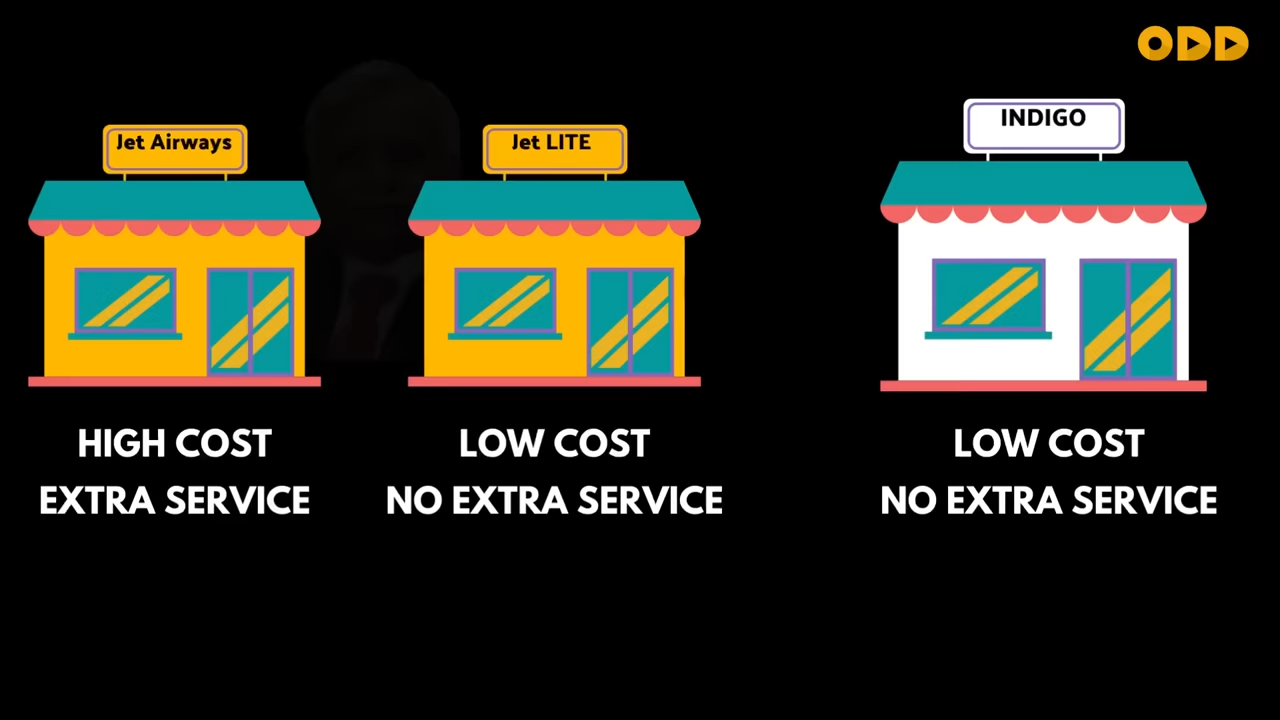 ODD
Jet Airways
Jet LITE
INDIGO
HIGH COST
EXTRA SERVICE
LOW COST
NO EXTRA SERVICE
LOW COST
NO EXTRA SERVICE